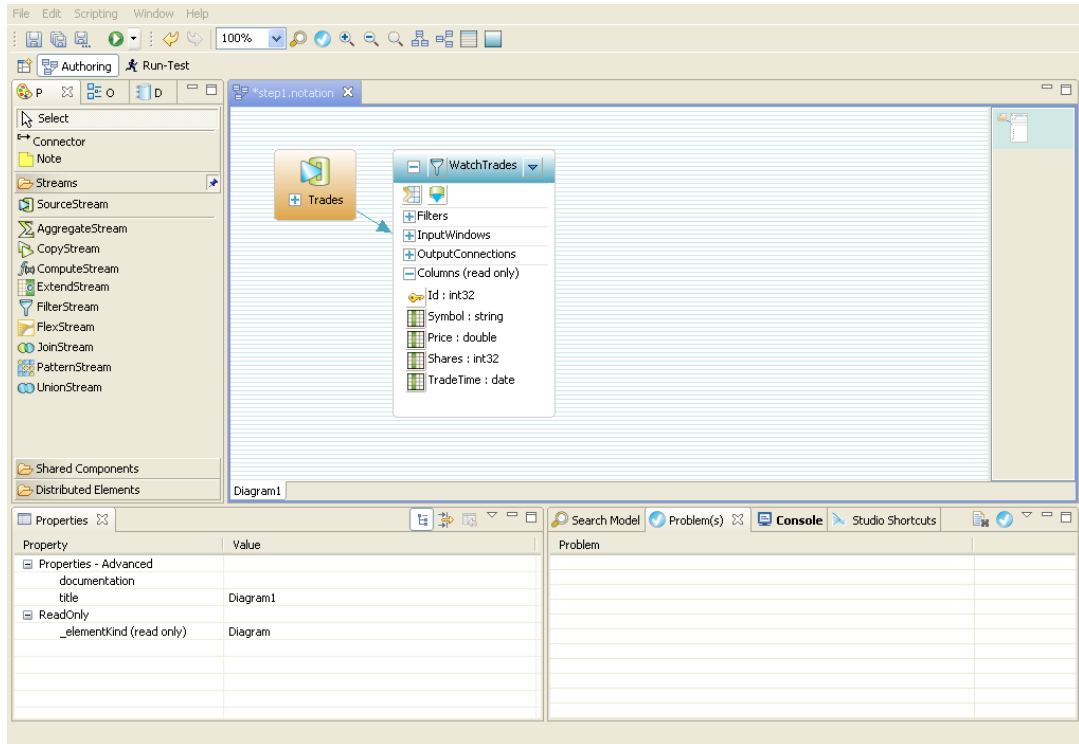 File Edit Scripting Window Help
100%
Authoring Run-Test
P O D
*step1.notation
Select
Connector
Note
Streams
SourceStream
AggregateStream
CopyStream
ComputeStream
ExtendStream
FilterStream
FlexStream
JoinStream
PatternStream
UnionStream
Shared Components
Distributed Elements
Trades
WatchTrades
Filters
InputWindows
OutputConnections
Columns (read only)
Id : int32
Symbol : string
Price : double
Shares : int32
TradeTime : date
Diagram1
Properties
Property Value
Properties - Advanced
documentation
title Diagram1
ReadOnly
_elementKind (read only) Diagram
Search Model Problem(s) Console Studio Shortcuts
Problem